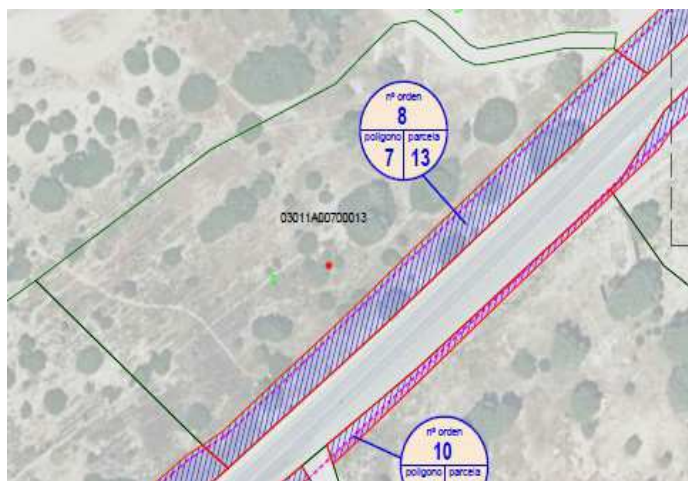 nº orden
8
polígono parcela
7 13
03011A00700013
nº orden
10
polígono parcela